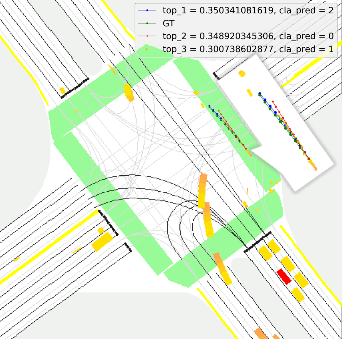 top_1 = 0.350341081619, cla_pred = 2
GT
top_2 = 0.348920345306, cla_pred = 0
top_3 = 0.300738602877, cla_pred = 1